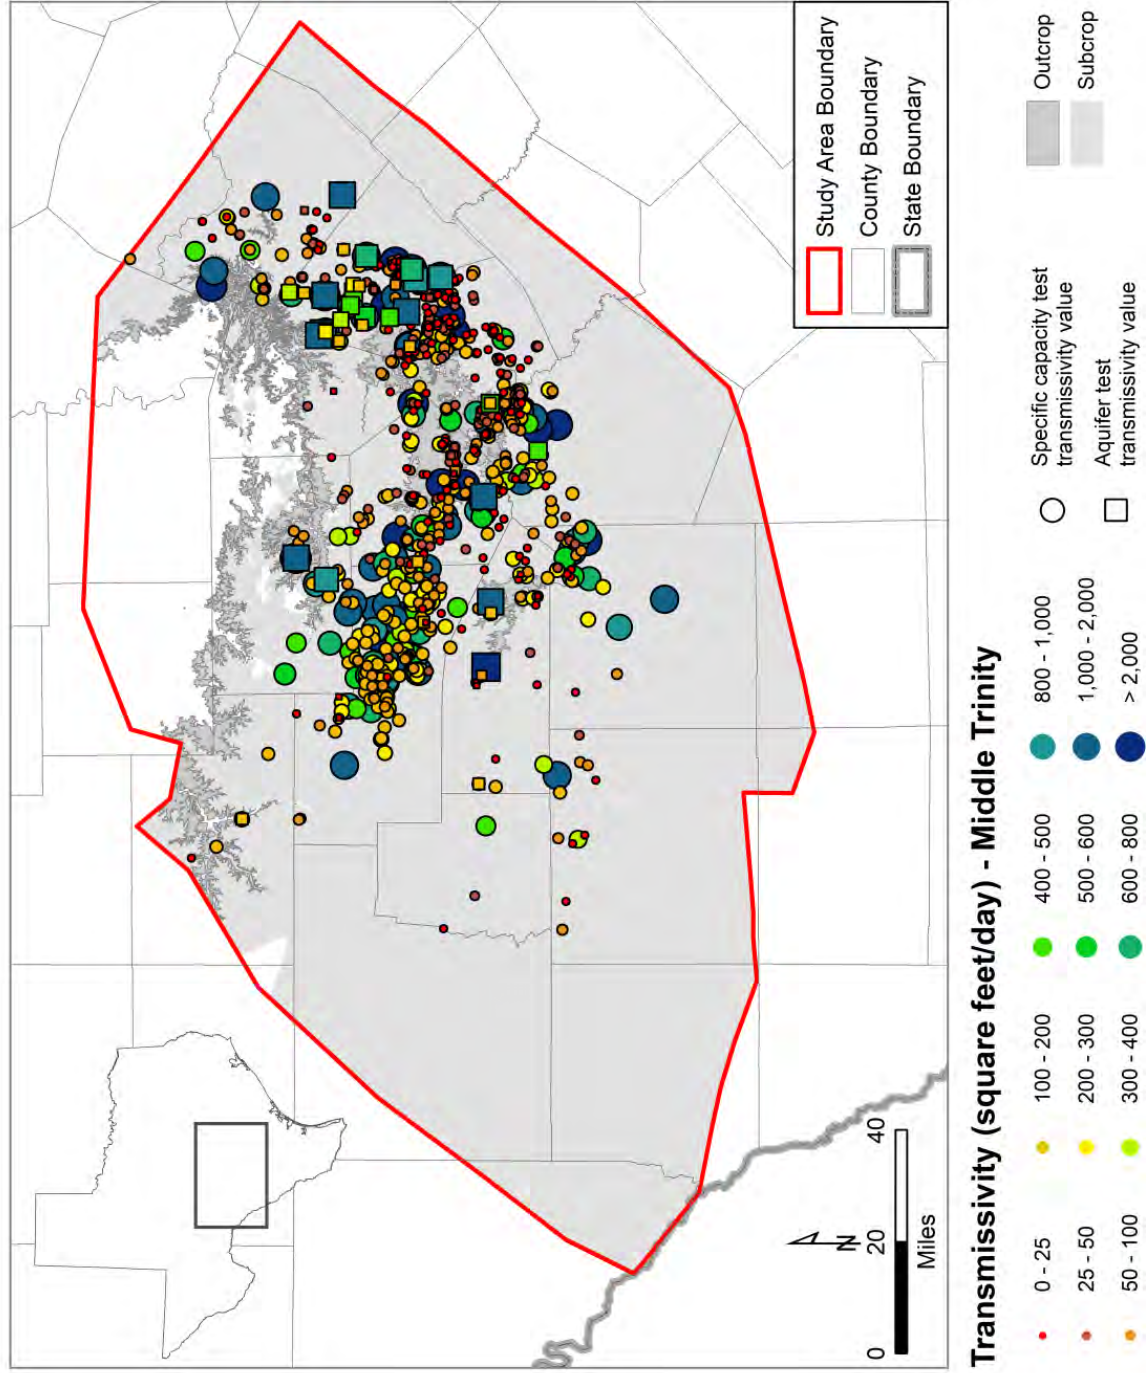 Study Area Boundary
County Boundary
State Boundary
N
0 20 40
Miles
Transmissivity (square feet/day) - Middle Trinity
0 - 25
25 - 50
50 - 100
100 - 200
200 - 300
300 - 400
400 - 500
500 - 600
600 - 800
800 - 1,000
1,000 - 2,000
> 2,000
Specific capacity test
transmissivity value
Aquifer test
transmissivity value
Outcrop
Subcrop